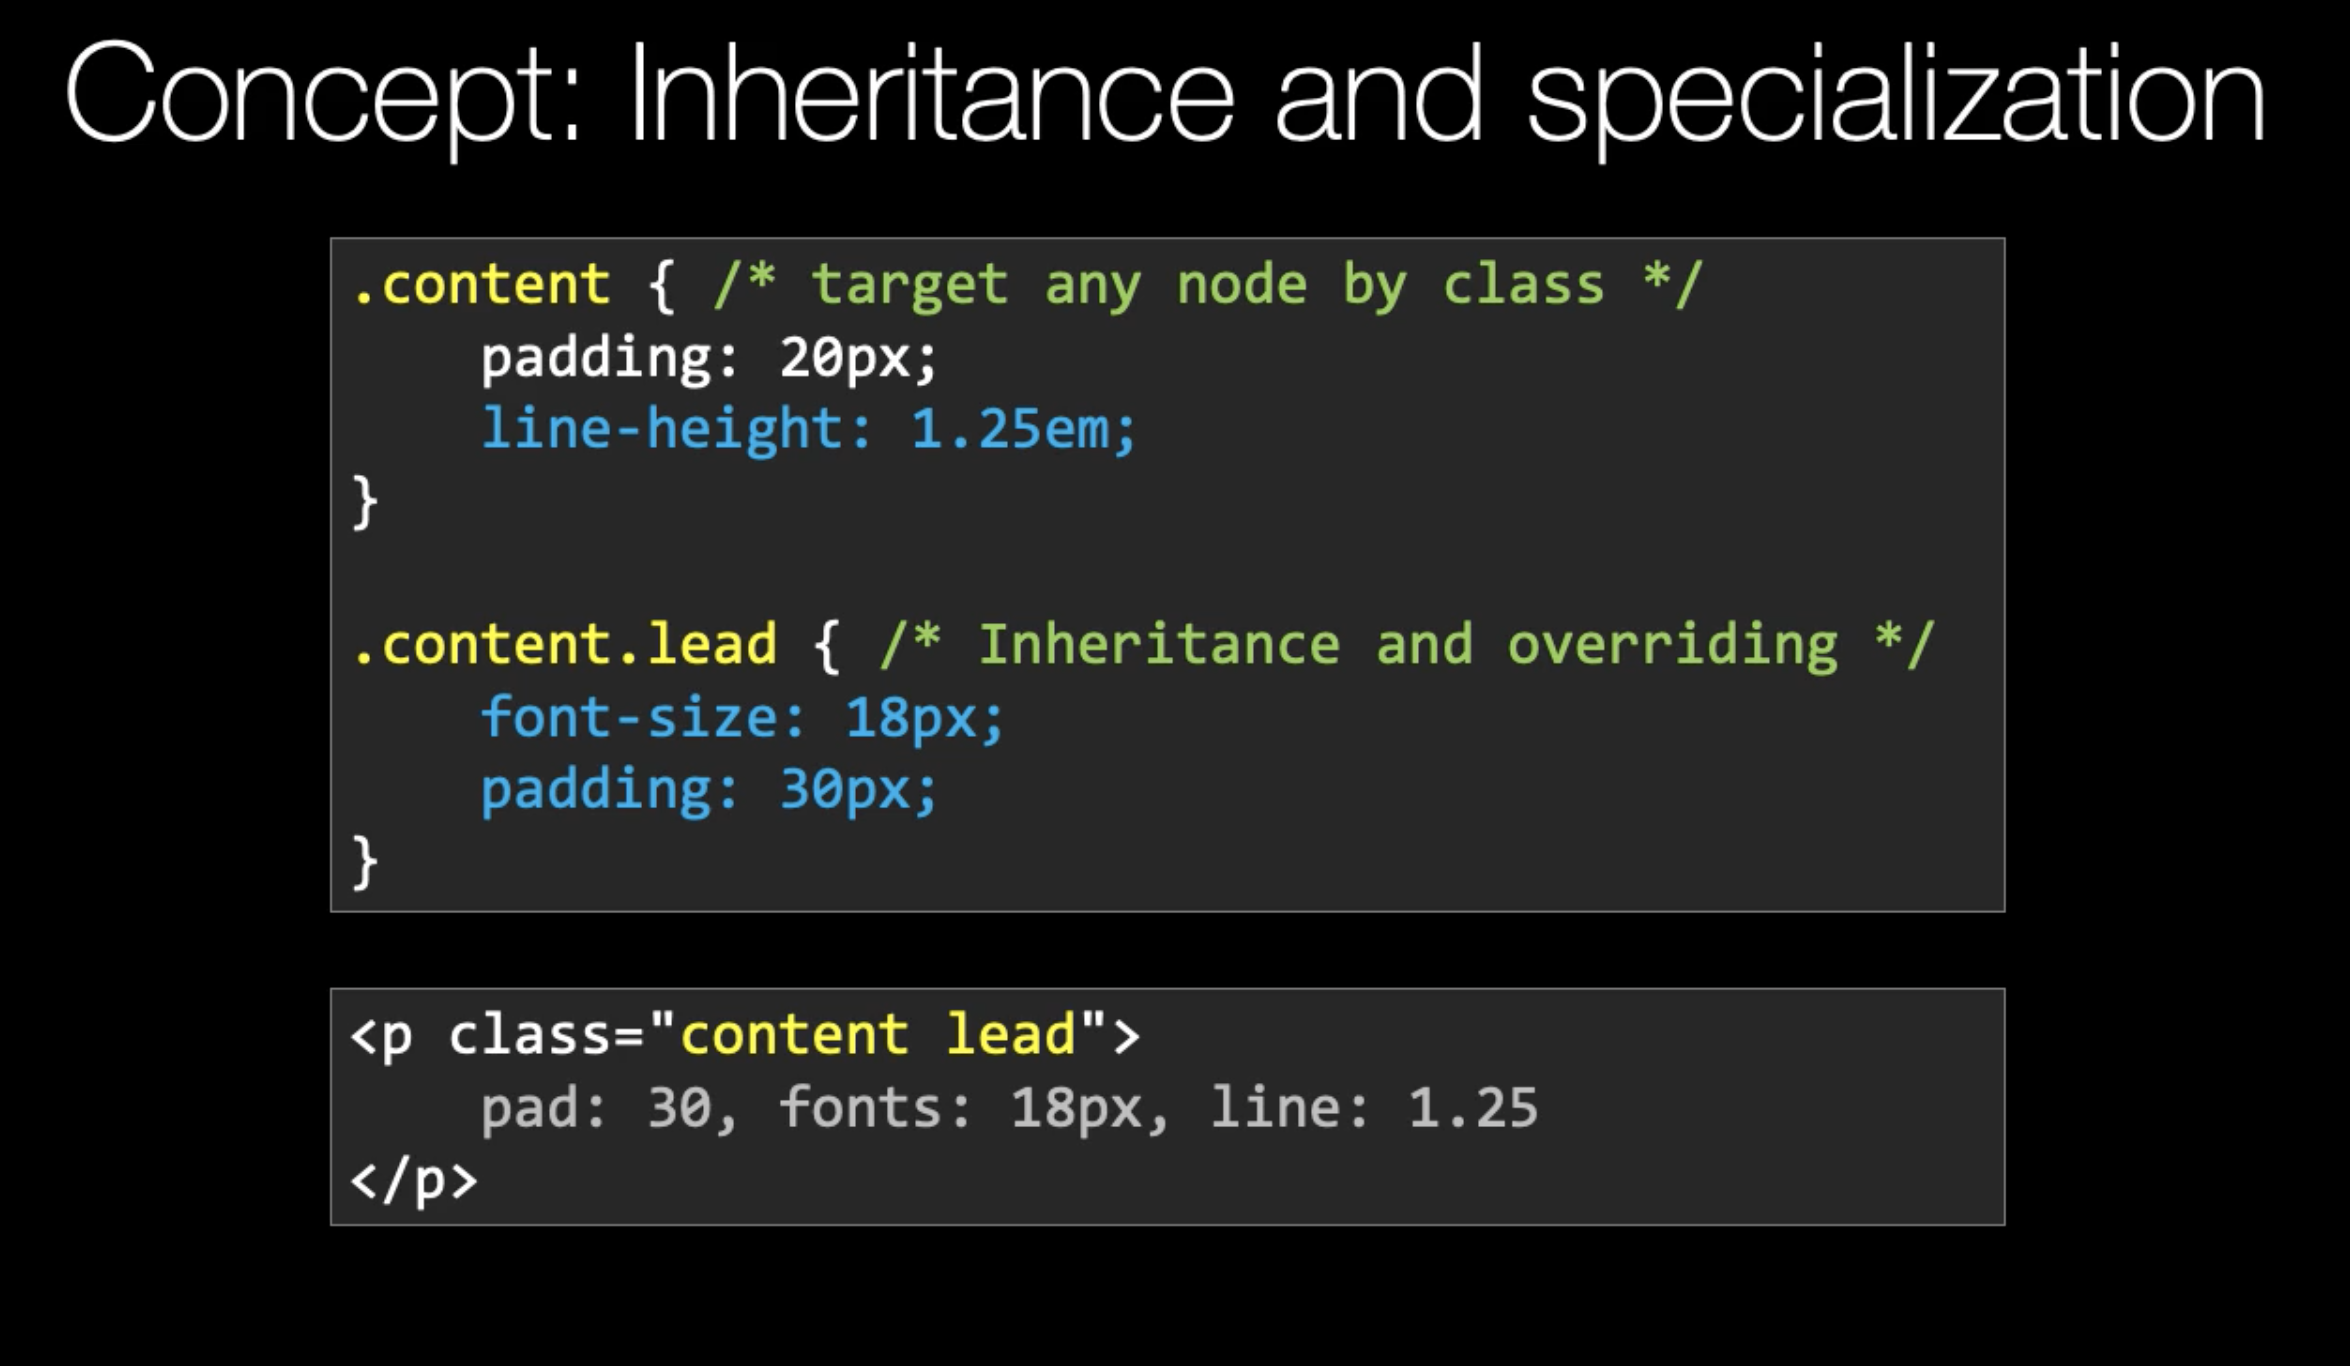 Concept: Inheritance and specialization
.content { /* target any node by class */
    padding: 20px;
    line-height: 1.25em;
}
.content.lead { /* Inheritance and overriding */
    font-size: 18px;
    padding: 30px;
}
<p class="content lead">
    pad: 30, fonts: 18px, line: 1.25
</p>